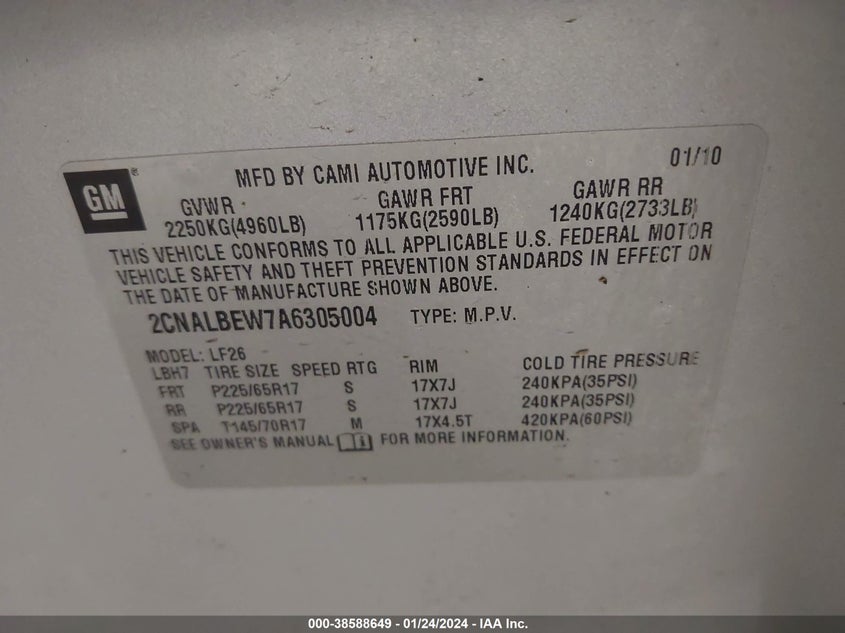 GM®
MFD BY CAMI AUTOMOTIVE INC. 01/10
GVWR GAWR FRT GAWR RR
2250KG(4960LB) 1175KG(2590LB) 1240KG(2733LB)
THIS VEHICLE CONFORMS TO ALL APPLICABLE U.S. FEDERAL MOTOR
VEHICLE SAFETY AND THEFT PREVENTION STANDARDS IN EFFECT ON
THE DATE OF MANUFACTURE SHOWN ABOVE.
2CNALBEW7A6305004 TYPE: M.P.V.
MODEL: LF26
LBH7 TIRE SIZE SPEED RTG RIM COLD TIRE PRESSURE
FRT P225/65R17 S 17X7J 240KPA(35PSI)
RR P225/65R17 S 17X7J 240KPA(35PSI)
SPA T145/70R17 M 17X4.5T 420KPA(60PSI)
SEE OWNER'S MANUAL FOR MORE INFORMATION.
000-38588649 - 01/24/2024 - IAA Inc.